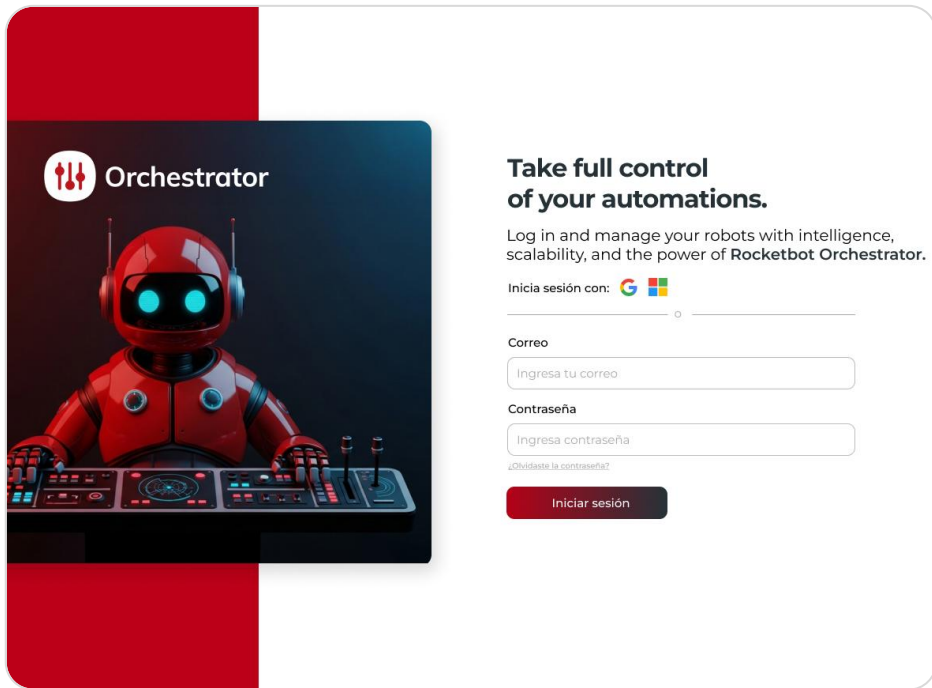 Orchestrator
Take full control
of your automations.
Log in and manage your robots with intelligence,
scalability, and the power of Rocketbot Orchestrator.
Inicia sesión con:
o
Correo
Ingresa tu correo
Contraseña
Ingresa contraseña
¿Olvidaste la contraseña?
Iniciar sesión